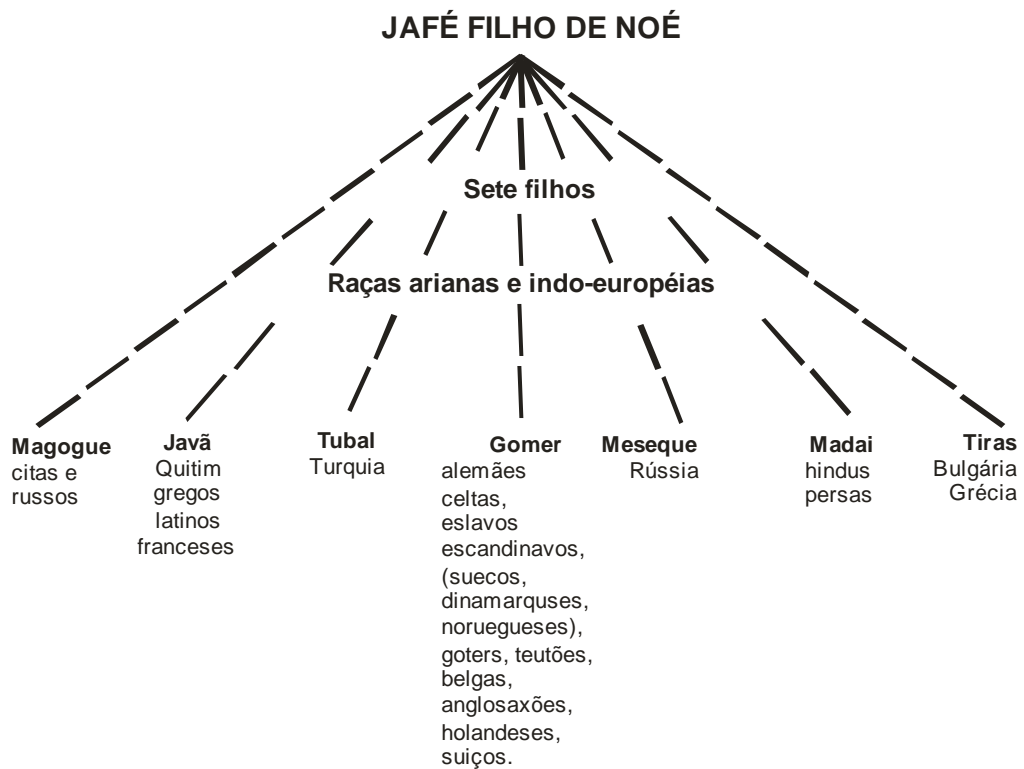 JAFÉ FILHO DE NOÉ
Sete filhos
Raças arianas e indo-européias
Magogue
citas e
russos
Javã
Quitim
gregos
latinos
franceses
Tubal
Turquia
Gomer
alemães
celtas,
eslavos
escandinavos,
(suecos,
dinamarquses,
noruegueses),
goters, teutões,
belgas,
anglosaxões,
holandeses,
suiços.
Meseque
Rússia
Madai
hindus
persas
Tiras
Bulgária
Grécia